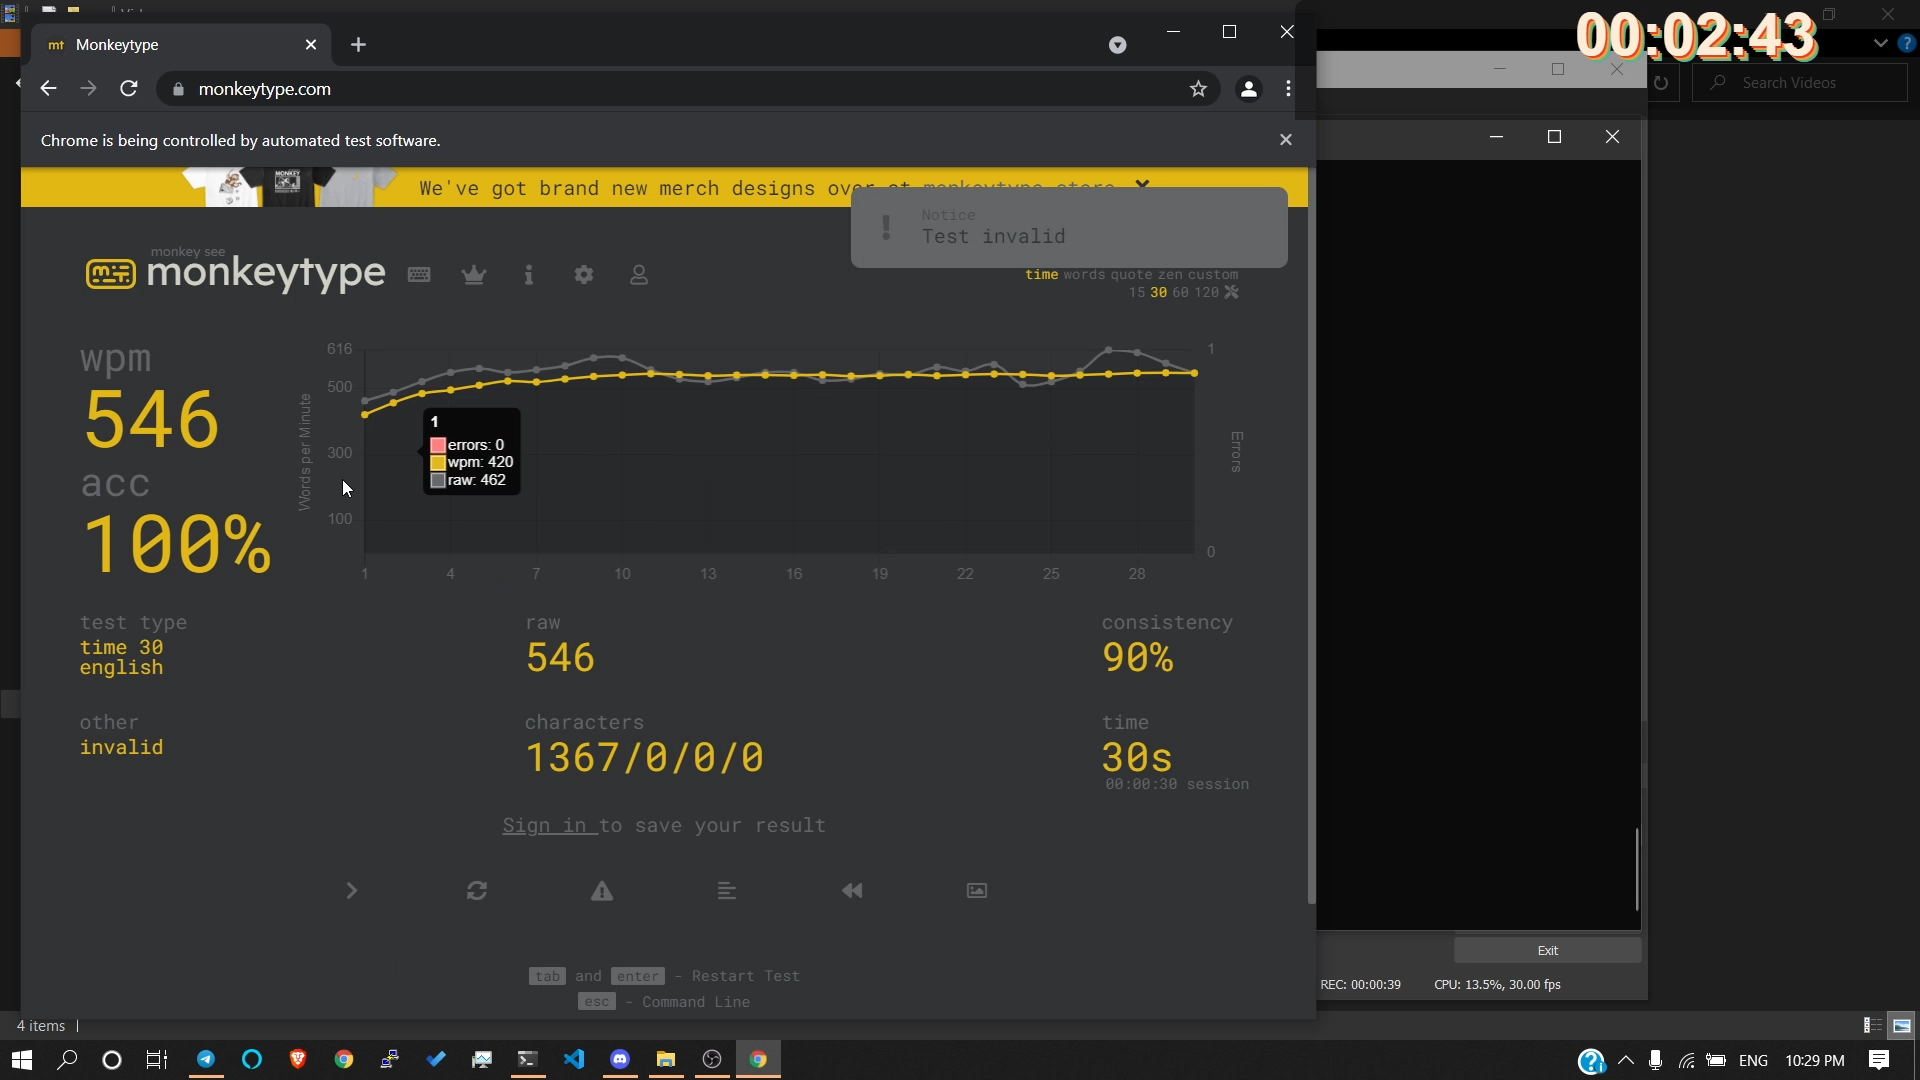 00:02:43
mt Monkeytype
monkeytype.com
Search Videos
Chrome is being controlled by automated test software.
We've got brand new merch designs over at monkeytype.store
Notice
Test invalid
monkey see
monkeytype
time words quote zen custom
15 30 60 120
wpm
546
acc
100%
616
500
300
100
Words per Minute
1
errors: 0
wpm: 420
raw: 462
1
0
Errors
1 4 7 10 13 16 19 22 25 28
test type
time 30
english
raw
546
consistency
90%
other
invalid
characters
1367/0/0/0
time
30s
00:00:30 session
Sign in to save your result
tab and enter - Restart Test
esc - Command Line
Exit
REC: 00:00:39 CPU: 13.5%, 30.00 fps
4 items
ENG 10:29 PM